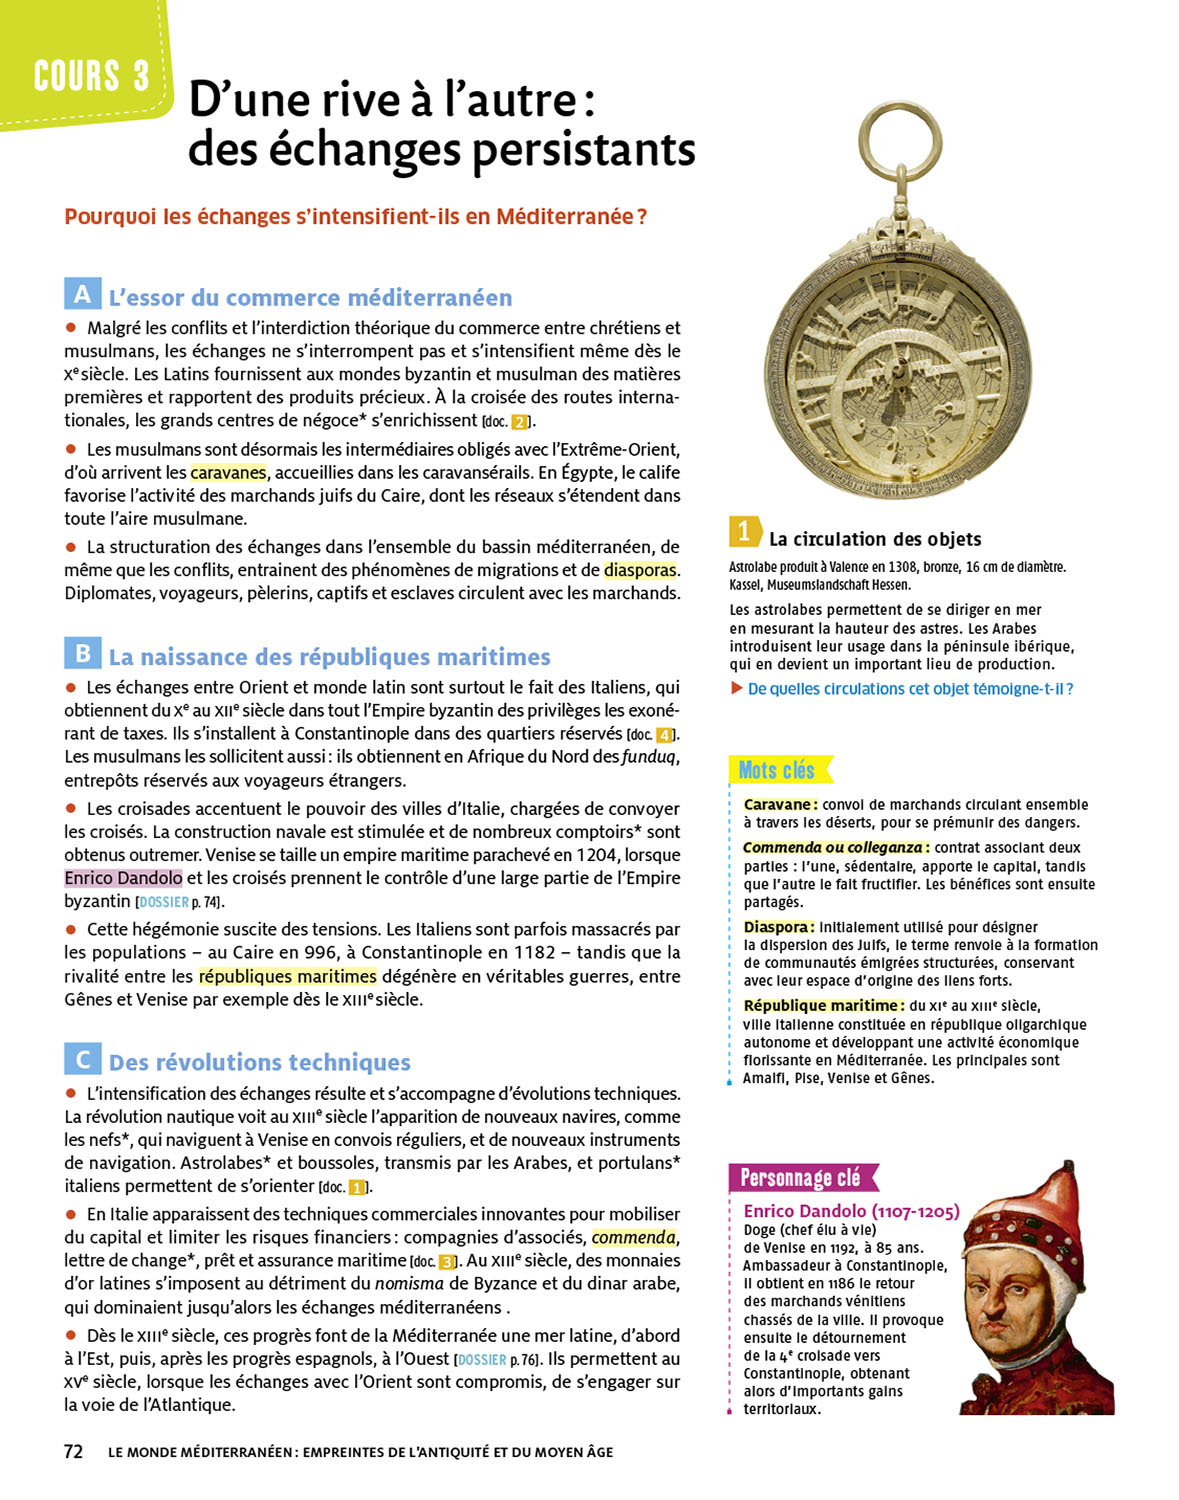 COURS 3
D'une rive à l'autre :
des échanges persistants
Pourquoi les échanges s'intensifient-ils en Méditerranée ?
A L'essor du commerce méditerranéen
● Malgré les conflits et l'interdiction théorique du commerce entre chrétiens et
musulmans, les échanges ne s'interrompent pas et s'intensifient même dès le
Xe siècle. Les Latins fournissent aux mondes byzantin et musulman des matières
premières et rapportent des produits précieux. À la croisée des routes interna-
tionales, les grands centres de négoce* s'enrichissent [doc. 2].
● Les musulmans sont désormais les intermédiaires obligés avec l'Extrême-Orient,
d'où arrivent les caravanes, accueillies dans les caravansérails. En Égypte, le calife
favorise l'activité des marchands juifs du Caire, dont les réseaux s'étendent dans
toute l'aire musulmane.
● La structuration des échanges dans l'ensemble du bassin méditerranéen, de
même que les conflits, entrainent des phénomènes de migrations et de diasporas.
Diplomates, voyageurs, pèlerins, captifs et esclaves circulent avec les marchands.
B La naissance des républiques maritimes
● Les échanges entre Orient et monde latin sont surtout le fait des Italiens, qui
obtiennent du Xe au XIIe siècle dans tout l'Empire byzantin des privilèges les exoné-
rant de taxes. Ils s'installent à Constantinople dans des quartiers réservés [doc. 4].
Les musulmans les sollicitent aussi : ils obtiennent en Afrique du Nord des funduq,
entrepôts réservés aux voyageurs étrangers.
● Les croisades accentuent le pouvoir des villes d'Italie, chargées de convoyer
les croisés. La construction navale est stimulée et de nombreux comptoirs* sont
obtenus outremer. Venise se taille un empire maritime parachevé en 1204, lorsque
Enrico Dandolo et les croisés prennent le contrôle d'une large partie de l'Empire
byzantin [DOSSIER p. 74].
● Cette hégémonie suscite des tensions. Les Italiens sont parfois massacrés par
les populations – au Caire en 996, à Constantinople en 1182 – tandis que la
rivalité entre les républiques maritimes dégénère en véritables guerres, entre
Gênes et Venise par exemple dès le XIIIe siècle.
C Des révolutions techniques
● L'intensification des échanges résulte et s'accompagne d'évolutions techniques.
La révolution nautique voit au XIIIe siècle l'apparition de nouveaux navires, comme
les nefs*, qui naviguent à Venise en convois réguliers, et de nouveaux instruments
de navigation. Astrolabes* et boussoles, transmis par les Arabes, et portulans*
italiens permettent de s'orienter [doc. 1].
● En Italie apparaissent des techniques commerciales innovantes pour mobiliser
du capital et limiter les risques financiers : compagnies d'associés, commenda,
lettre de change*, prêt et assurance maritime [doc. 3]. Au XIIIe siècle, des monnaies
d'or latines s'imposent au détriment du nomisma de Byzance et du dinar arabe,
qui dominaient jusqu'alors les échanges méditerranéens .
● Dès le XIIIe siècle, ces progrès font de la Méditerranée une mer latine, d'abord
à l'Est, puis, après les progrès espagnols, à l'Ouest [DOSSIER p. 76]. Ils permettent au
XVe siècle, lorsque les échanges avec l'Orient sont compromis, de s'engager sur
la voie de l'Atlantique.
1 La circulation des objets
Astrolabe produit à Valence en 1308, bronze, 16 cm de diamètre.
Kassel, Museumslandschaft Hessen.
Les astrolabes permettent de se diriger en mer
en mesurant la hauteur des astres. Les Arabes
introduisent leur usage dans la péninsule ibérique,
qui en devient un important lieu de production.
▶ De quelles circulations cet objet témoigne-t-il ?
Mots clés
Caravane : convoi de marchands circulant ensemble
à travers les déserts, pour se prémunir des dangers.
Commenda ou colleganza : contrat associant deux
parties : l'une, sédentaire, apporte le capital, tandis
que l'autre le fait fructifier. Les bénéfices sont ensuite
partagés.
Diaspora : initialement utilisé pour désigner
la dispersion des Juifs, le terme renvoie à la formation
de communautés émigrées structurées, conservant
avec leur espace d'origine des liens forts.
République maritime : du XIe au XIIIe siècle,
ville italienne constituée en république oligarchique
autonome et développant une activité économique
florissante en Méditerranée. Les principales sont
Amalfi, Pise, Venise et Gênes.
Personnage clé
Enrico Dandolo (1107-1205)
Doge (chef élu à vie)
de Venise en 1192, à 85 ans.
Ambassadeur à Constantinople,
il obtient en 1186 le retour
des marchands vénitiens
chassés de la ville. Il provoque
ensuite le détournement
de la 4e croisade vers
Constantinople, obtenant
alors d'importants gains
territoriaux.
72 LE MONDE MÉDITERRANÉEN : EMPREINTES DE L'ANTIQUITÉ ET DU MOYEN ÂGE